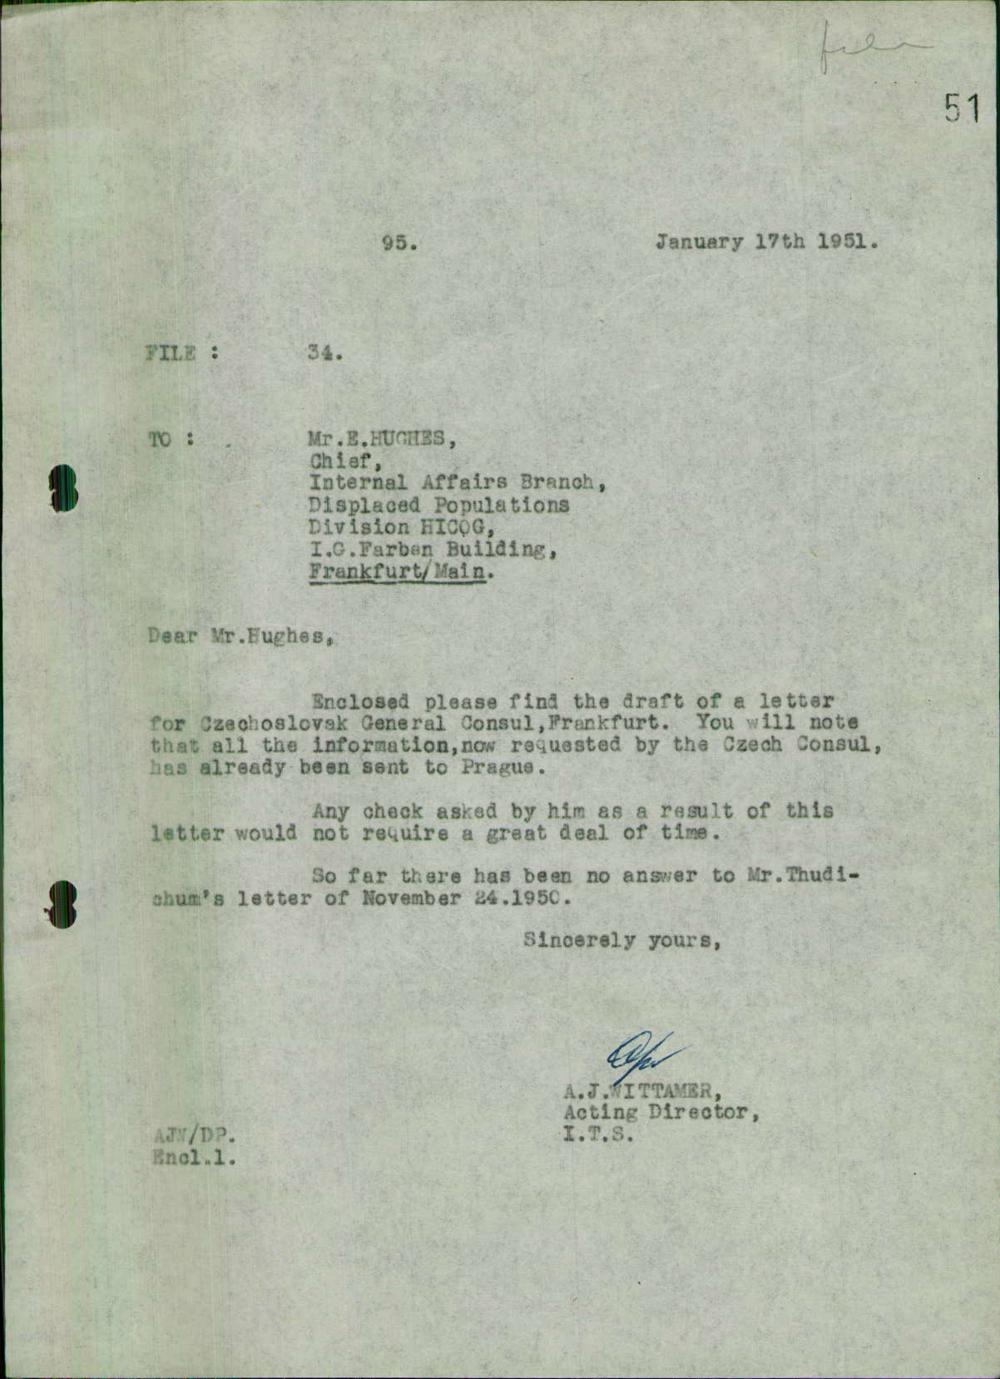 51
95. January 17th 1951.
FILE : 34.
TO : Mr.E.HUGHES,
Chief,
Internal Affairs Branch,
Displaced Populations
Division HICOG,
I.G.Farben Building,
Frankfurt/Main.
Dear Mr.Hughes,
Enclosed please find the draft of a letter
for Czechoslovak General Consul,Frankfurt. You will note
that all the information,now requested by the Czech Consul,
has already been sent to Prague.
Any check asked by him as a result of this
letter would not require a great deal of time.
So far there has been no answer to Mr.Thudi-
chum's letter of November 24.1950.
Sincerely yours,
A.J.WITTAMER,
Acting Director,
I.T.S.
AJW/DP.
Encl.1.